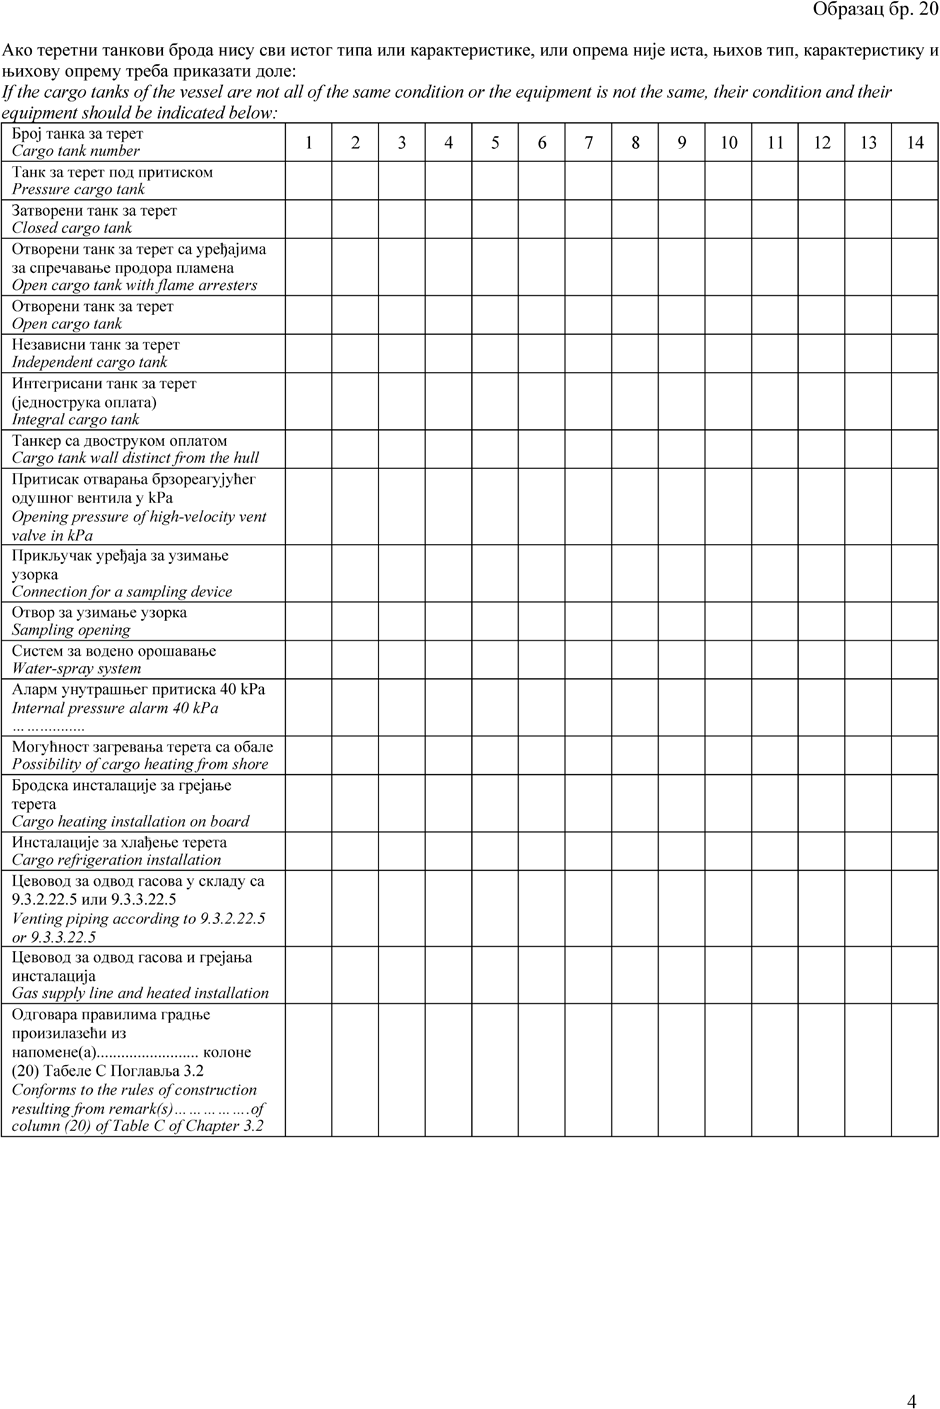 Образац бр. 20
Ако теретни танкови брода нису сви истог типа или карактеристике, или опрема није иста, њихов тип, карактеристику и
њихову опрему треба приказати доле:
If the cargo tanks of the vessel are not all of the same condition or the equipment is not the same, their condition and their
equipment should be indicated below:
Број танка за терет
Cargo tank number
1 2 3 4 5 6 7 8 9 10 11 12 13 14
Танк за терет под притиском
Pressure cargo tank
Затворени танк за терет
Closed cargo tank
Отворени танк за терет са уређајима
за спречавање продора пламена
Open cargo tank with flame arresters
Отворени танк за терет
Open cargo tank
Независни танк за терет
Independent cargo tank
Интегрисани танк за терет
(једнострука оплата)
Integral cargo tank
Танкер са двоструком оплатом
Cargo tank wall distinct from the hull
Притисак отварања брзореагујућег
одушног вентила у kPa
Opening pressure of high-velocity vent
valve in kPa
Прикључак уређаја за узимање
узорка
Connection for a sampling device
Отвор за узимање узорка
Sampling opening
Систем за водено орошавање
Water-spray system
Аларм унутрашњег притиска 40 kPa
Internal pressure alarm 40 kPa
……...........
Могућност загревања терета са обале
Possibility of cargo heating from shore
Бродска инсталације за грејање
терета
Cargo heating installation on board
Инсталације за хлађење терета
Cargo refrigeration installation
Цевовод за одвод гасова у складу са
9.3.2.22.5 или 9.3.3.22.5
Venting piping according to 9.3.2.22.5
or 9.3.3.22.5
Цевовод за одвод гасова и грејања
инсталација
Gas supply line and heated installation
Одговара правилима градње
произилазећи из
напомене(а)......................... колоне
(20) Табеле C Поглавља 3.2
Conforms to the rules of construction
resulting from remark(s)…………….of
column (20) of Table C of Chapter 3.2
4